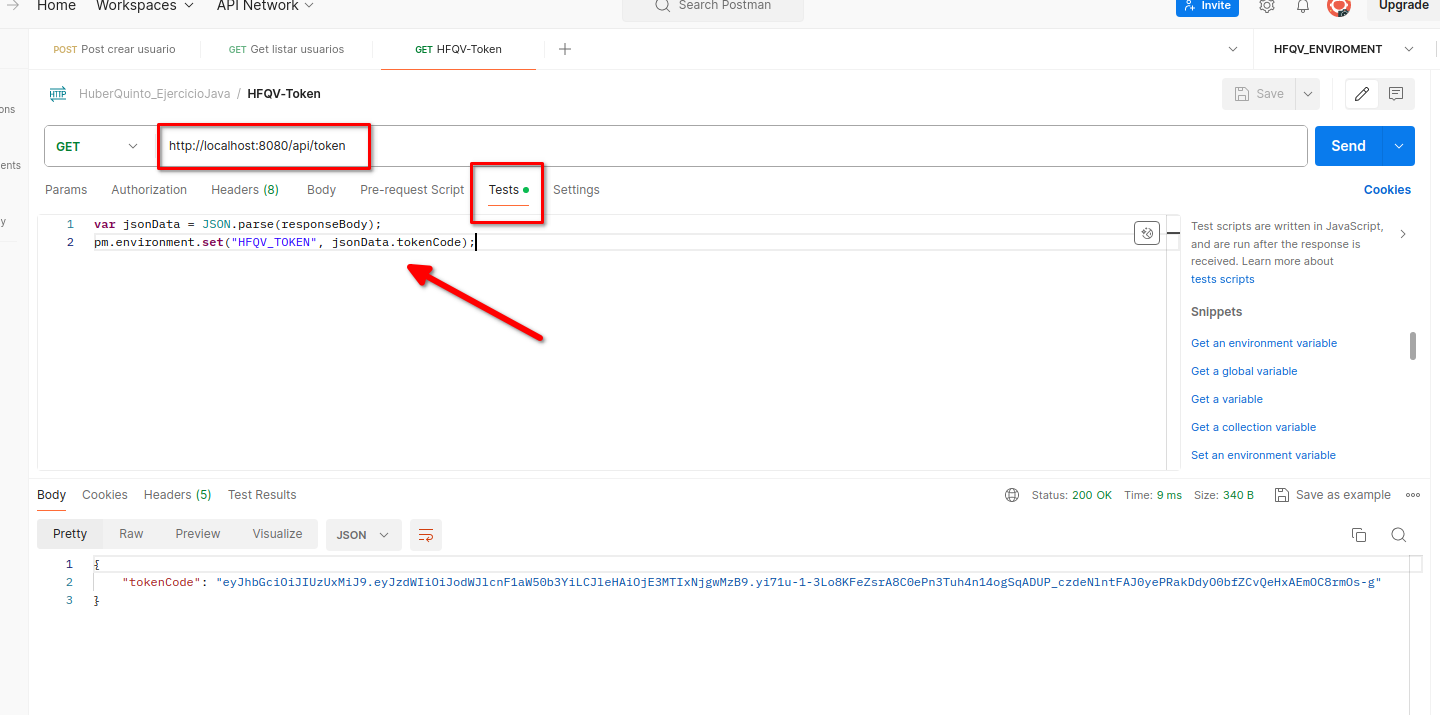 Home Workspaces API Network Search Postman Invite Upgrade
POST Post crear usuario GET Get listar usuarios GET HFQV-Token HFQV_ENVIROMENT
HTTP HuberQuinto_EjercicioJava / HFQV-Token Save
ons
GET http://localhost:8080/api/token Send
ents
Params Authorization Headers (8) Body Pre-request Script Tests Settings Cookies
y
1 var jsonData = JSON.parse(responseBody);
2 pm.environment.set("HFQV_TOKEN", jsonData.tokenCode);
Test scripts are written in JavaScript,
and are run after the response is
received. Learn more about
tests scripts
Snippets
Get an environment variable
Get a global variable
Get a variable
Get a collection variable
Set an environment variable
Body Cookies Headers (5) Test Results Status: 200 OK Time: 9 ms Size: 340 B Save as example
Pretty Raw Preview Visualize JSON
1 {
2 "tokenCode": "eyJhbGciOiJIUzUxMiJ9.eyJzdWIiOiJodWJlcnF1aW50b3YiLCJleHAiOjE3MTIxNjgwMzB9.yi71u-1-3Lo8KFeZsrA8C0ePn3Tuh4n14ogSqADUP_czdeNlntFAJ0yePRakDdyO0bfZCvQeHxAEmOC8rmOs-g"
3 }